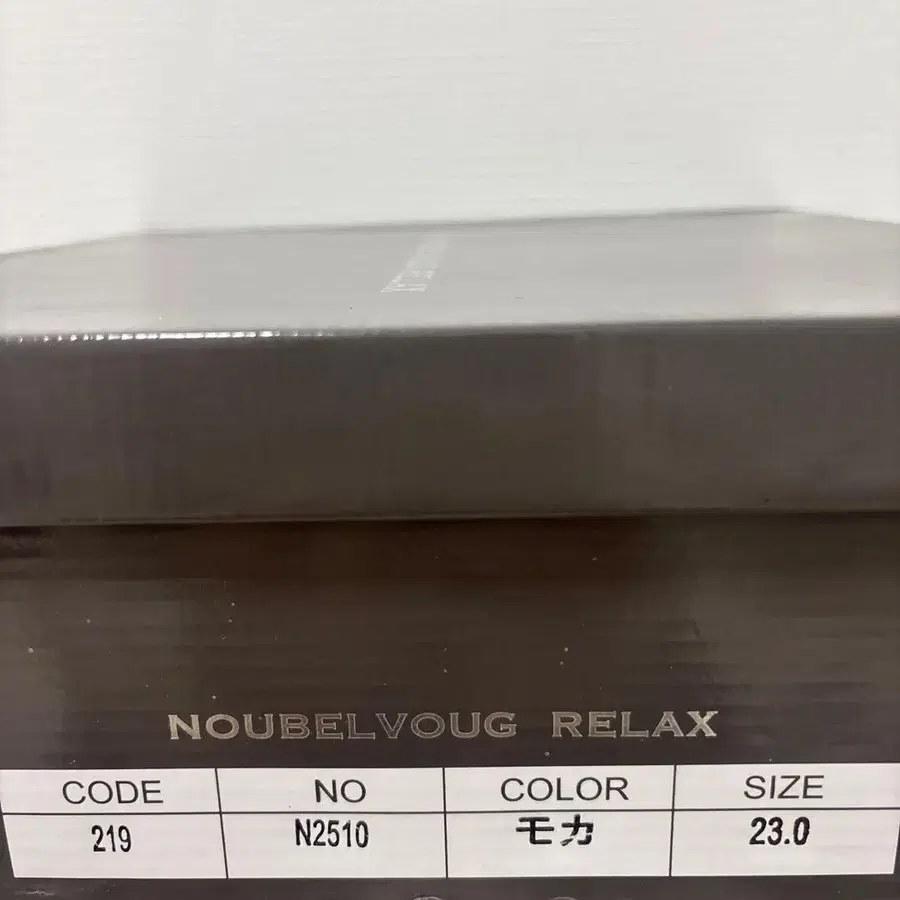 NOUBELVOUG RELAX
CODE NO COLOR SIZE
219 N2510 モカ 23.0